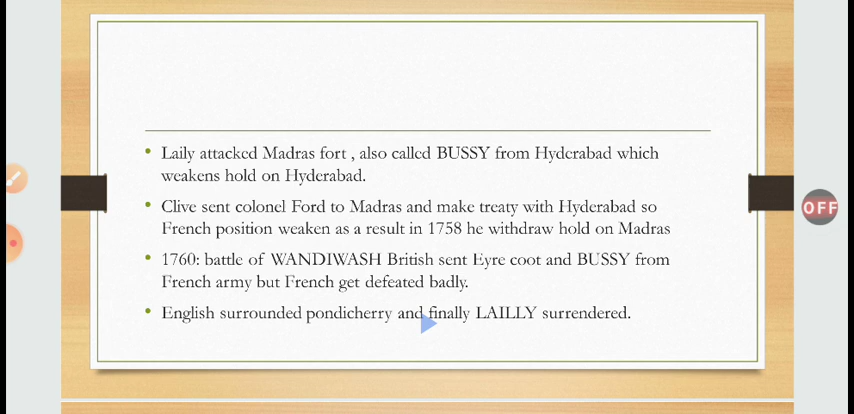 Laily attacked Madras fort , also called BUSSY from Hyderabad which
weakens hold on Hyderabad.
Clive sent colonel Ford to Madras and make treaty with Hyderabad so
French position weaken as a result in 1758 he withdraw hold on Madras
1760: battle of WANDIWASH British sent Eyre coot and BUSSY from
French army but French get defeated badly.
English surrounded pondicherry and finally LAILLY surrendered.
OFF